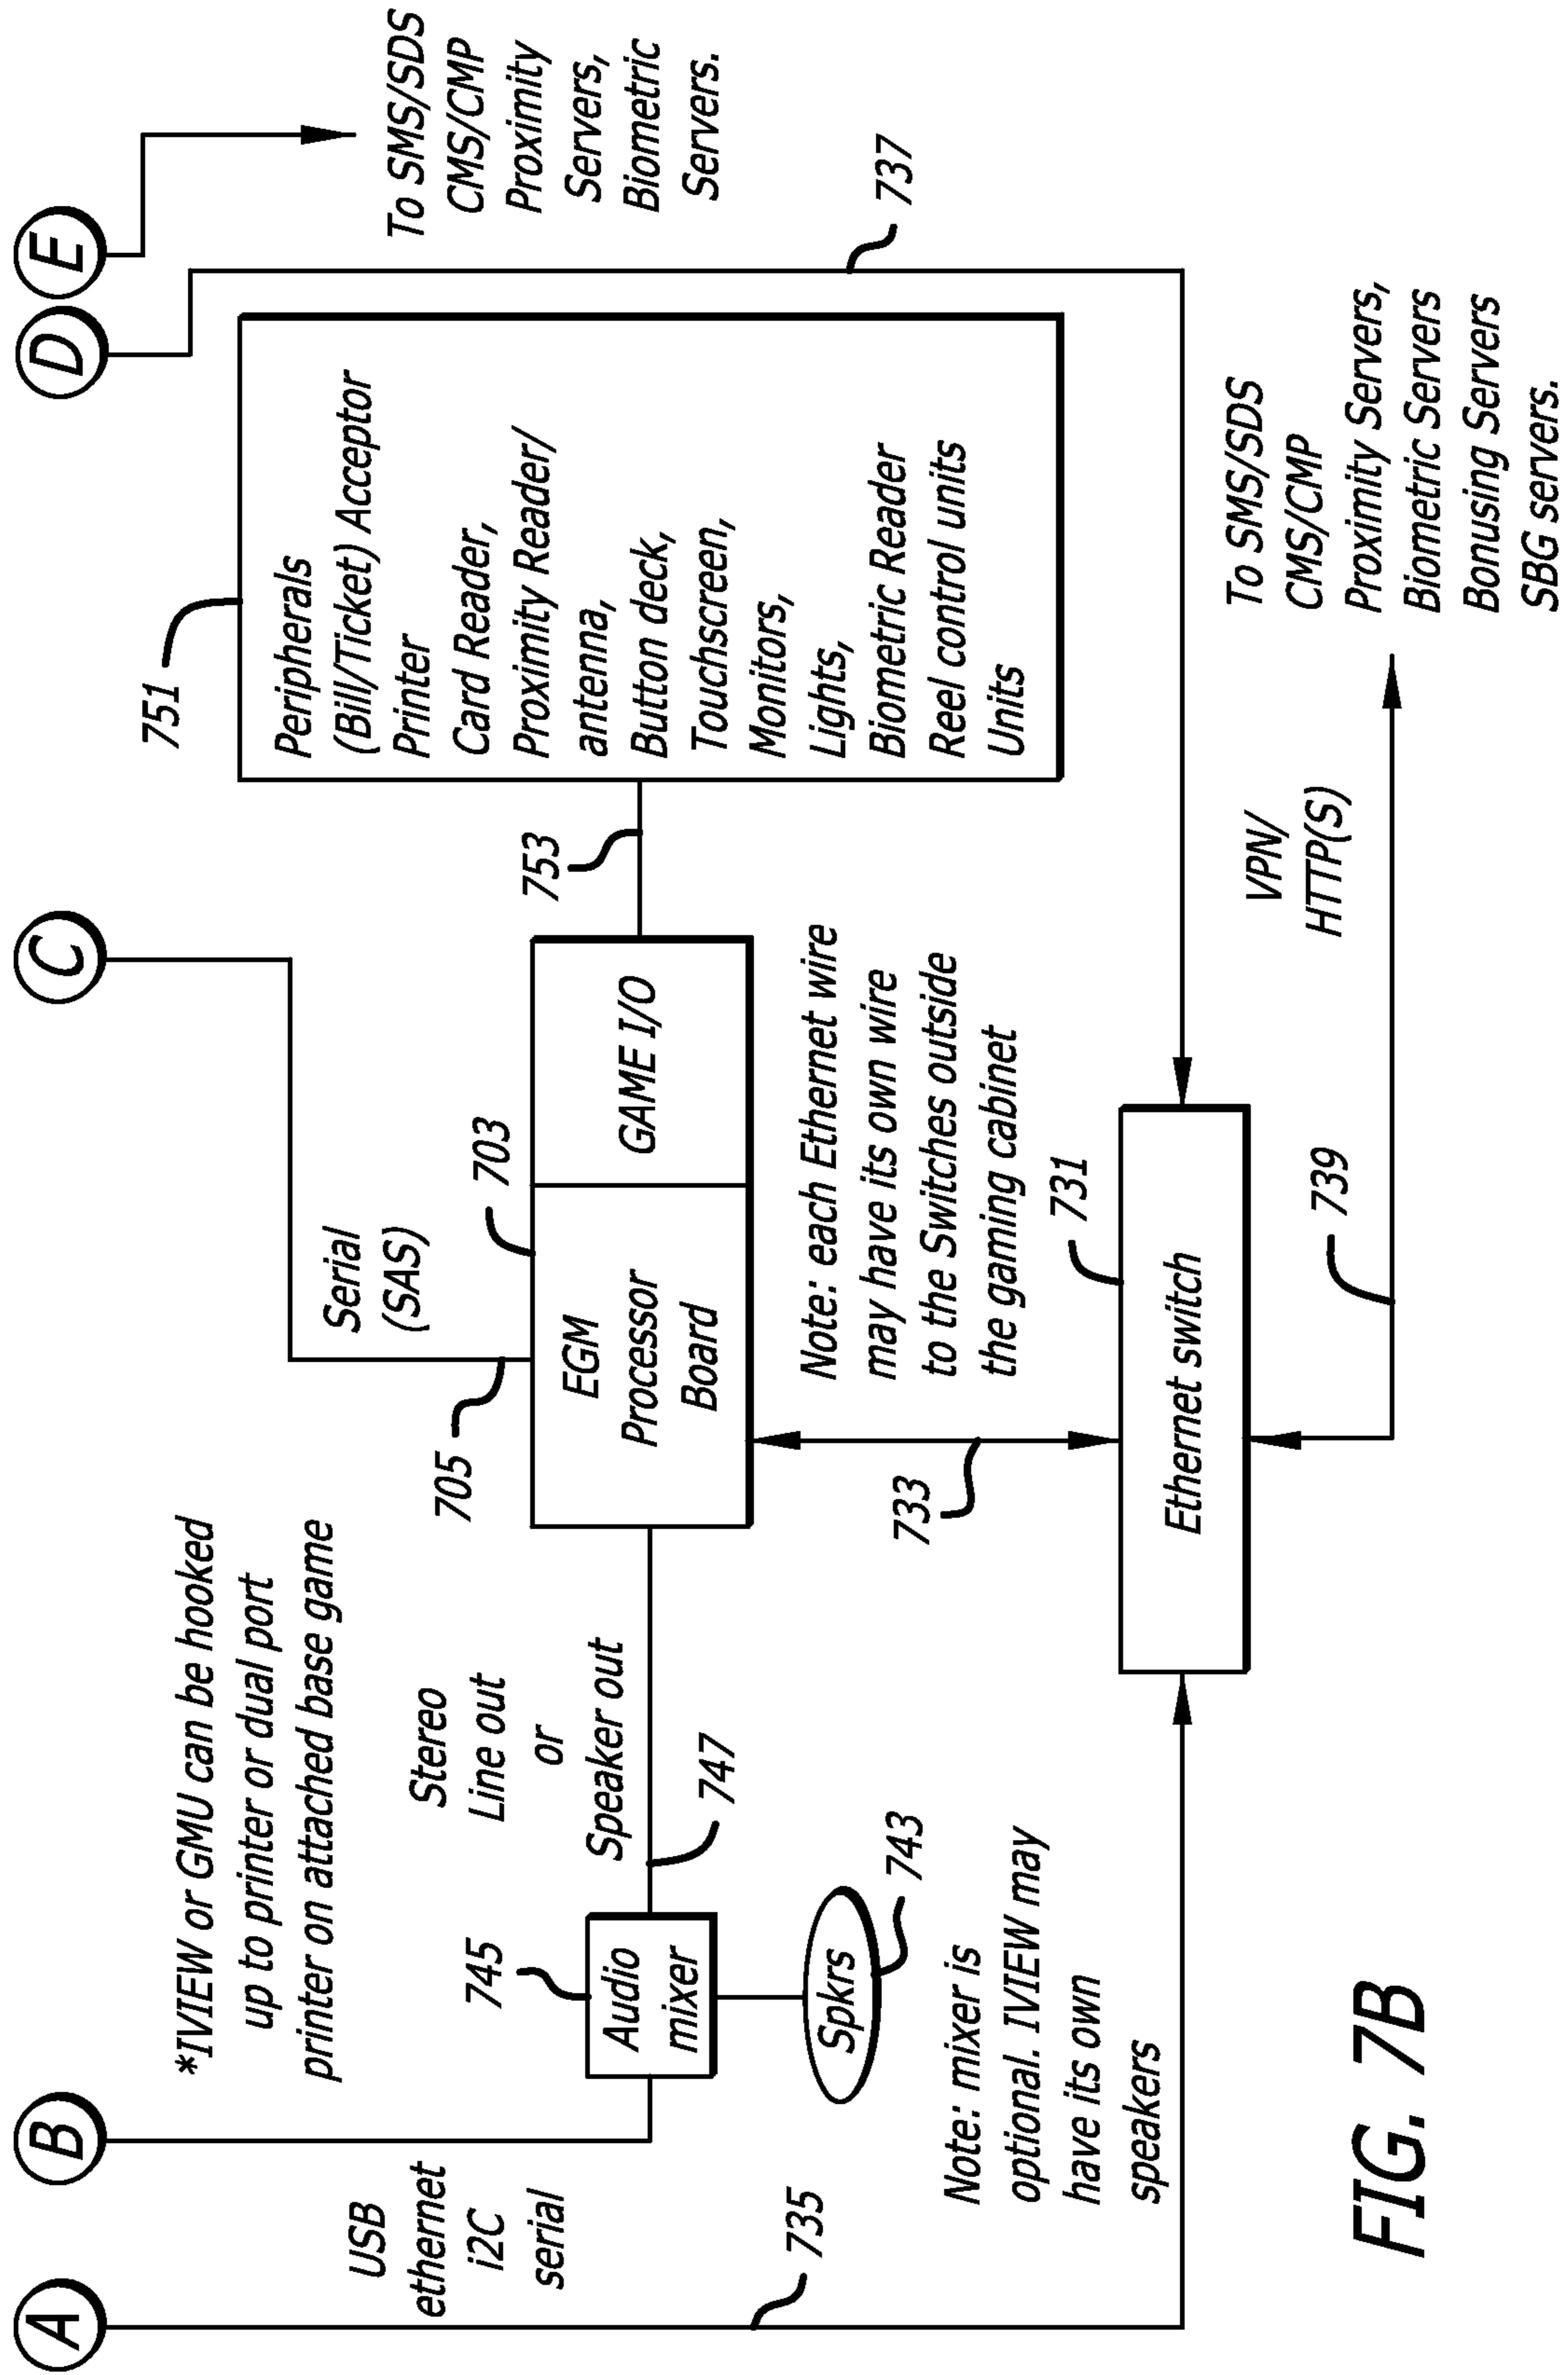 A
B
C
D
E
USB
ethernet
i2C
serial
*IVIEW or GMU can be hooked
up to printer or dual port
printer on attached base game
Serial
(SAS)
To SMS/SDS
CMS/CMP
Proximity
Servers,
Biometric
Servers.
751
Peripherals
(Bill/Ticket) Acceptor
Printer
Card Reader,
Proximity Reader/
antenna,
Button deck,
Touchscreen,
Monitors,
Lights,
Biometric Reader
Reel control units
Units
705
703
753
737
Stereo
Line out
or
Speaker out
745
Audio
mixer
747
EGM
Processor
Board
GAME I/O
Spkrs
743
733
Note: each Ethernet wire
may have its own wire
to the Switches outside
the gaming cabinet
735
Note: mixer is
optional. IVIEW may
have its own
speakers
731
Ethernet switch
VPN/
HTTP(S)
739
To SMS/SDS
CMS/CMP
Proximity Servers,
Biometric Servers
Bonusing Servers
SBG servers.
FIG. 7B